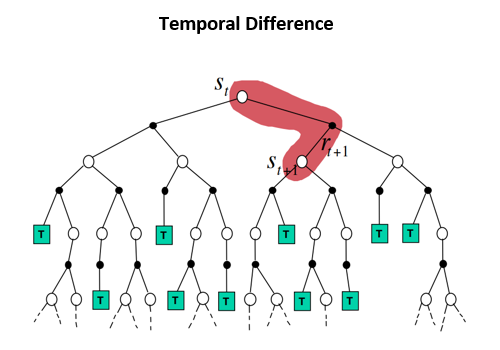 Temporal Difference
s_t
r_{t+1}
s_{t+1}
T T T T T
T T T T T